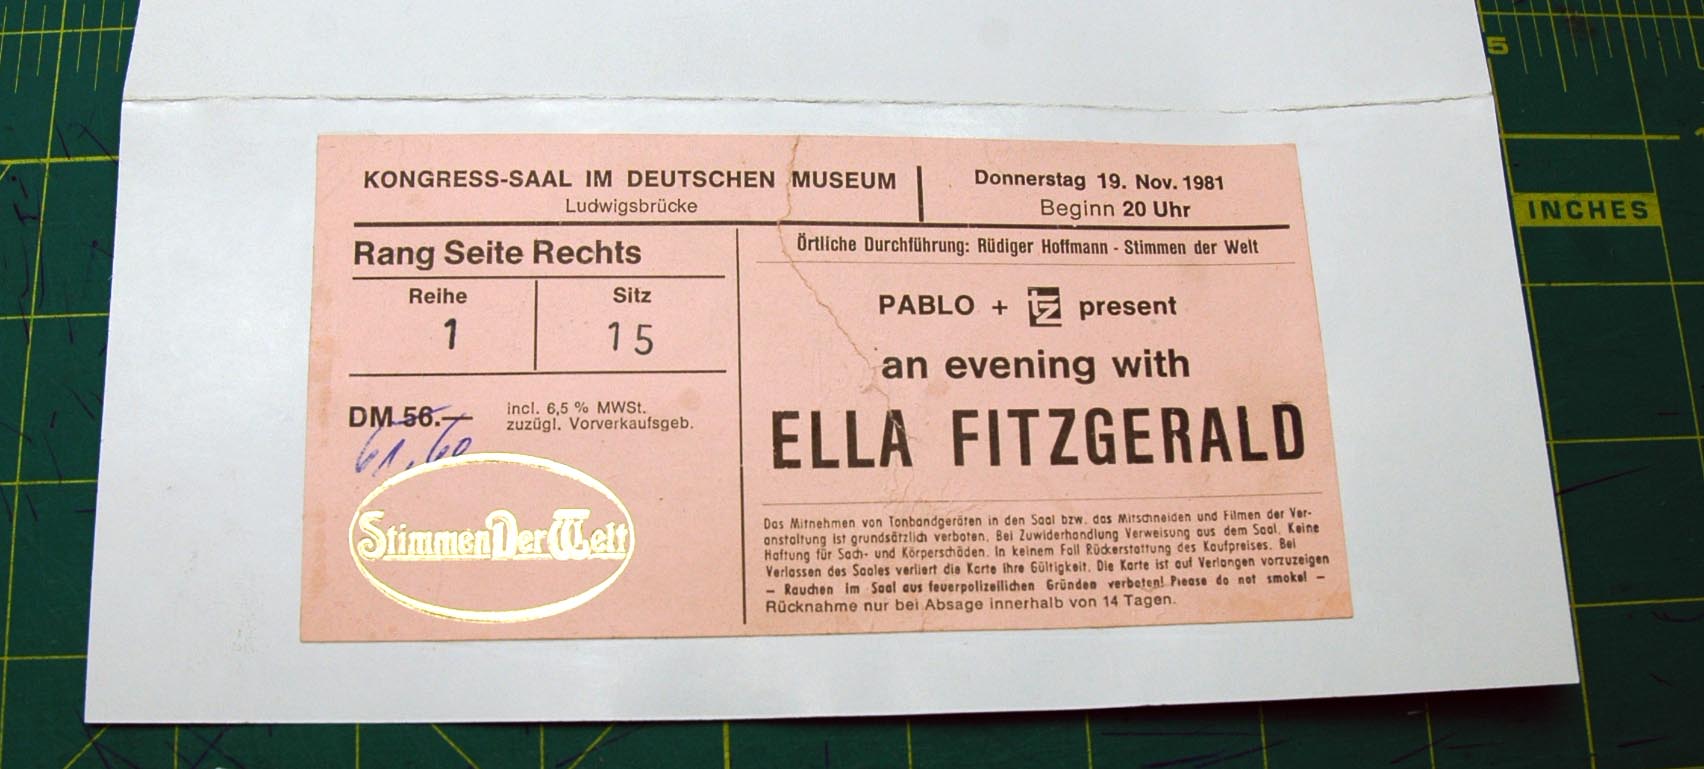 5
INCHES
KONGRESS-SAAL IM DEUTSCHEN MUSEUM
Ludwigsbrücke
Donnerstag 19. Nov. 1981
Beginn 20 Uhr
Rang Seite Rechts
Reihe
1
Sitz
15
DM 56.—
61.60
incl. 6,5 % MWSt.
zuzügl. Vorverkaufsgeb.
Stimmen Der Welt
Örtliche Durchführung: Rüdiger Hoffmann - Stimmen der Welt
PABLO + tz present
an evening with
ELLA FITZGERALD
Das Mitnehmen von Tonbandgeräten in den Saal bzw. das Mitschneiden und Filmen der Ver-
anstaltung ist grundsätzlich verboten. Bei Zuwiderhandlung Verweisung aus dem Saal. Keine
Haftung für Sach- und Körperschäden. In keinem Fall Rückerstattung des Kaufpreises. Bei
Verlassen des Saales verliert die Karte ihre Gültigkeit. Die Karte ist auf Verlangen vorzuzeigen
— Rauchen im Saal aus feuerpolizeilichen Gründen verboten! Please do not smoke! —
Rücknahme nur bei Absage innerhalb von 14 Tagen.